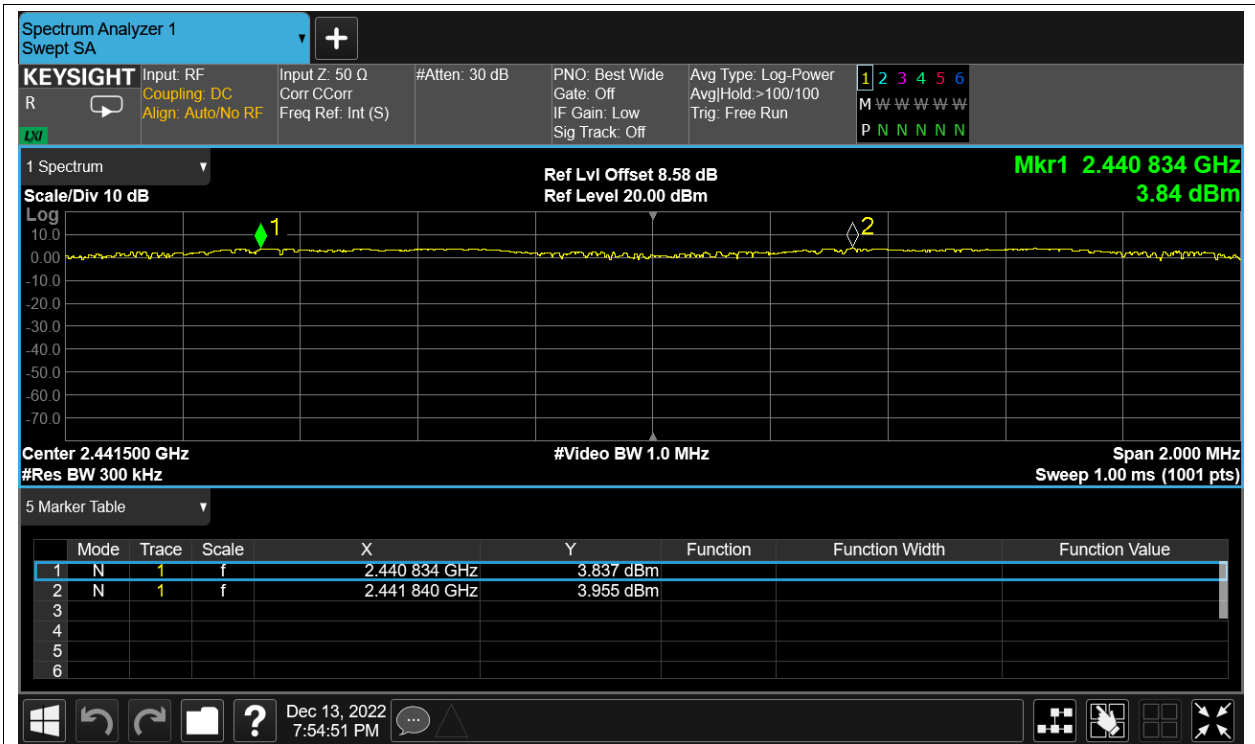 Spectrum Analyzer 1
Swept SA
KEYSIGHT
R
LXI
Input: RF
Coupling: DC
Align: Auto/No RF
Input Z: 50 Ω
Corr CCorr
Freq Ref: Int (S)
#Atten: 30 dB
PNO: Best Wide
Gate: Off
IF Gain: Low
Sig Track: Off
Avg Type: Log-Power
Avg|Hold:>100/100
Trig: Free Run
1 2 3 4 5 6
M W W W W W
P N N N N N
1 Spectrum
Scale/Div 10 dB
Ref Lvl Offset 8.58 dB
Ref Level 20.00 dBm
Mkr1 2.440 834 GHz
3.84 dBm
Log
10.0
0.00
-10.0
-20.0
-30.0
-40.0
-50.0
-60.0
-70.0
1
2
Center 2.441500 GHz
#Res BW 300 kHz
#Video BW 1.0 MHz
Span 2.000 MHz
Sweep 1.00 ms (1001 pts)
5 Marker Table
Mode Trace Scale X Y Function Function Width Function Value
1 N 1 f 2.440 834 GHz 3.837 dBm
2 N 1 f 2.441 840 GHz 3.955 dBm
3
4
5
6
?
Dec 13, 2022
7:54:51 PM